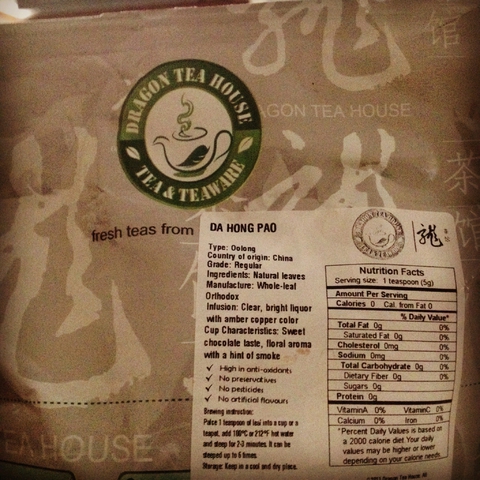 馆
DRAGON TEA HOUSE
TEA & TEAWARE
AGON TEA HOUSE
茶
馆
fresh teas from
DA HONG PAO
Type: Oolong
Country of origin: China
Grade: Regular
Ingredients: Natural leaves
Manufacture: Whole-leaf
Orthodox
Infusion: Clear, bright liquor
with amber copper color
Cup Characteristics: Sweet
chocolate taste, floral aroma
with a hint of smoke
✓ High in anti-oxidants
✓ No preservatives
✓ No pesticides
✓ No artificial flavours
Brewing instruction:
Palce 1 teaspoon of leaf into a cup or a
teapot, add 100°C or 212°F hot water
and steep for 2-3 minutes. It can be
steeped up to 6 times.
Storage: Keep in a cool and dry place.
Nutrition Facts
Serving size: 1 teaspoon (5g)
Amount Per Serving
Calories 0 Cal. from Fat 0
% Daily Value*
Total Fat 0g 0%
Saturated Fat 0g 0%
Cholesterol 0mg 0%
Sodium 0mg 0%
Total Carbohydrate 0g 0%
Dietary Fiber 0g 0%
Sugars 0g
Protein 0g
VitaminA 0% VitaminC 0%
Calcium 0% Iron 0%
*Percent Daily Values is based on
a 2000 calorie diet Your daily
values may be higher or lower
depending on your calorie needs.
TEA HOUSE